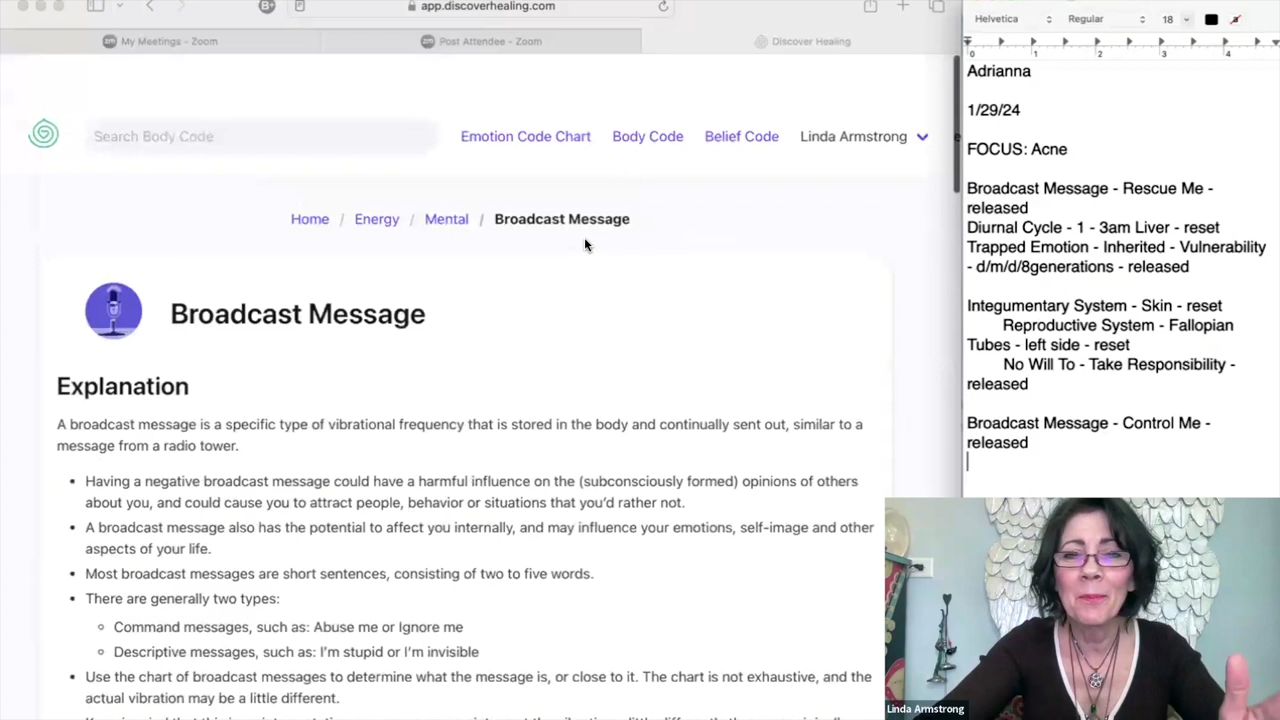 app.discoverhealing.com
My Meetings - Zoom
Post Attendee - Zoom
Discover Healing
Search Body Code
Emotion Code Chart
Body Code
Belief Code
Linda Armstrong
Home / Energy / Mental / Broadcast Message
Broadcast Message
Explanation
A broadcast message is a specific type of vibrational frequency that is stored in the body and continually sent out, similar to a
message from a radio tower.
• Having a negative broadcast message could have a harmful influence on the (subconsciously formed) opinions of others
about you, and could cause you to attract people, behavior or situations that you'd rather not.
• A broadcast message also has the potential to affect you internally, and may influence your emotions, self-image and other
aspects of your life.
• Most broadcast messages are short sentences, consisting of two to five words.
• There are generally two types:
◦ Command messages, such as: Abuse me or Ignore me
◦ Descriptive messages, such as: I'm stupid or I'm invisible
• Use the chart of broadcast messages to determine what the message is, or close to it. The chart is not exhaustive, and the
actual vibration may be a little different.
Helvetica
Regular
18
0 1 2 3 4
Adrianna
1/29/24
FOCUS: Acne
Broadcast Message - Rescue Me -
released
Diurnal Cycle - 1 - 3am Liver - reset
Trapped Emotion - Inherited - Vulnerability
- d/m/d/8generations - released
Integumentary System - Skin - reset
Reproductive System - Fallopian
Tubes - left side - reset
No Will To - Take Responsibility -
released
Broadcast Message - Control Me -
released
Linda Armstrong